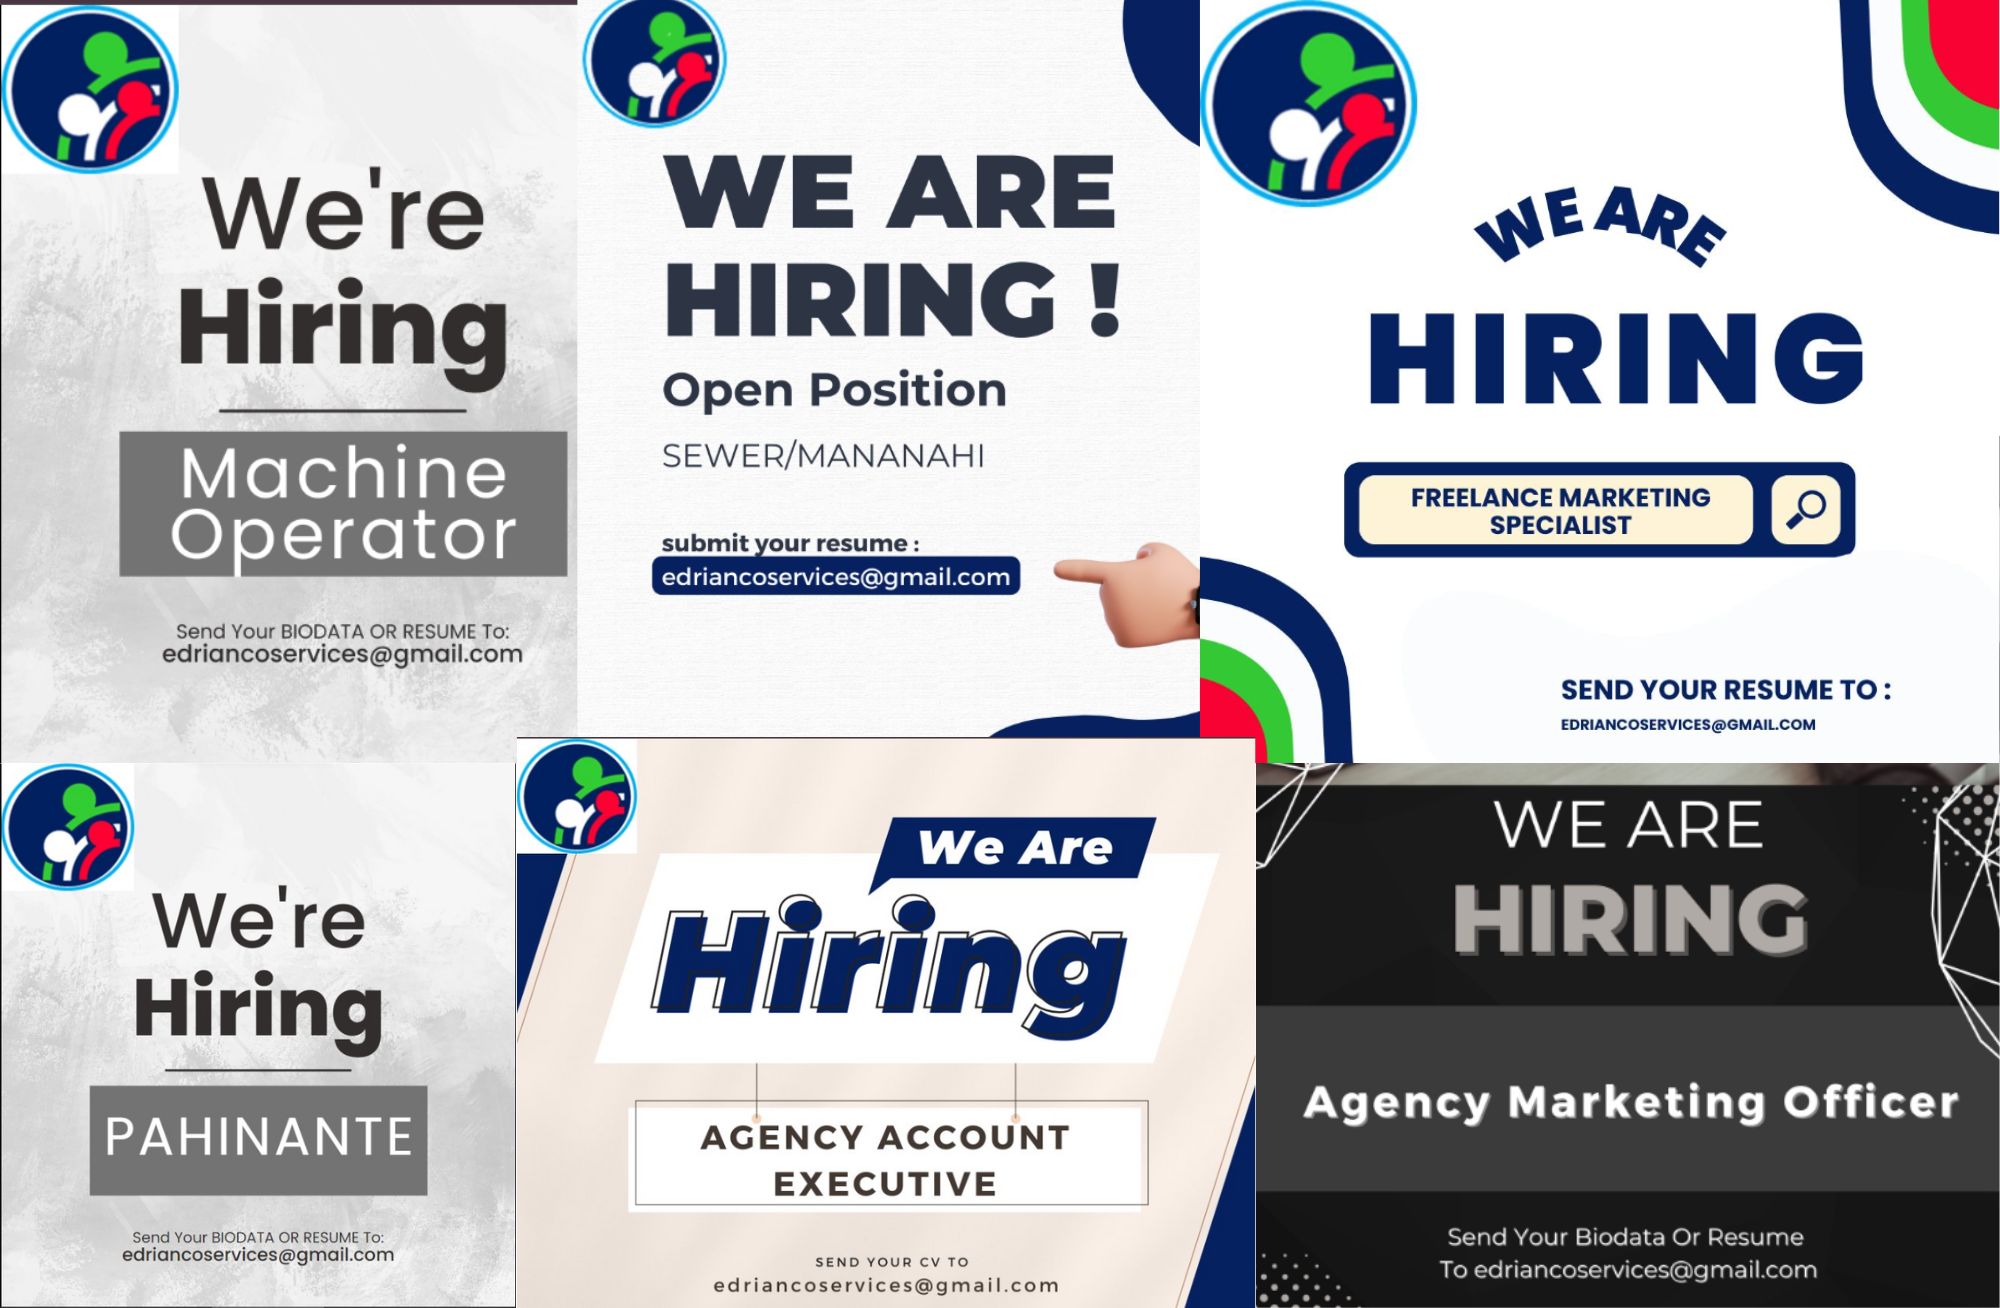 We're
Hiring
Machine
Operator
Send Your BIODATA OR RESUME To:
edriancoservices@gmail.com
WE ARE
HIRING !
Open Position
SEWER/MANANAHI
submit your resume :
edriancoservices@gmail.com
WE ARE
HIRING
FREELANCE MARKETING
SPECIALIST
SEND YOUR RESUME TO :
EDRIANCOSERVICES@GMAIL.COM
We're
Hiring
PAHINANTE
Send Your BIODATA OR RESUME To:
edriancoservices@gmail.com
We Are
Hiring
AGENCY ACCOUNT
EXECUTIVE
SEND YOUR CV TO
edriancoservices@gmail.com
WE ARE
HIRING
Agency Marketing Officer
Send Your Biodata Or Resume
To edriancoservices@gmail.com